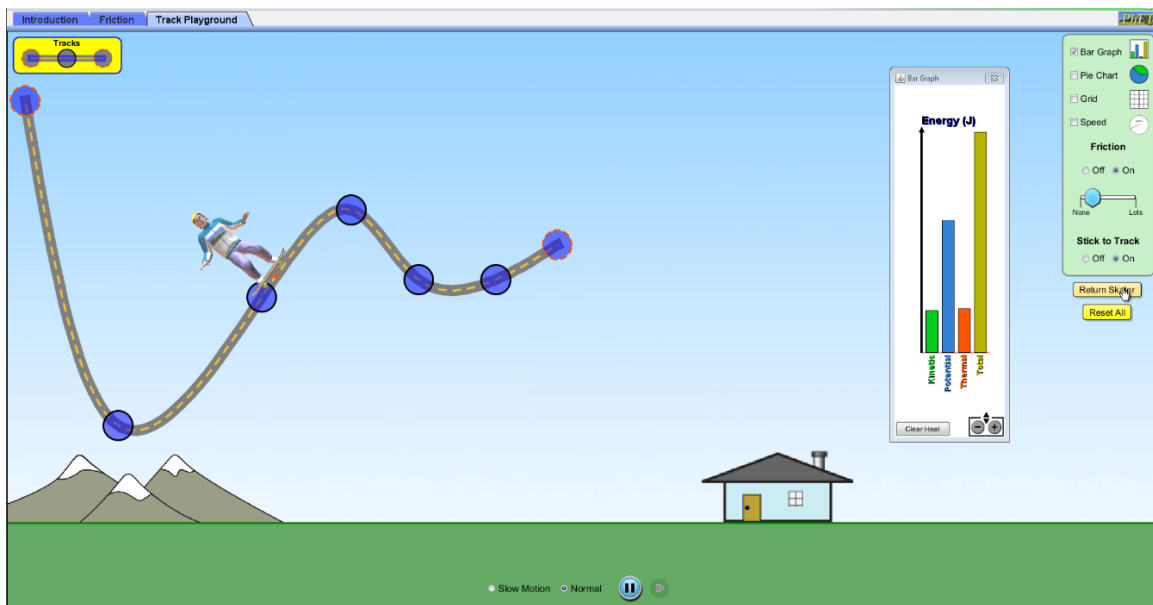 Introduction
Friction
Track Playground
PhET
Tracks
Bar Graph
Energy (J)
Kinetic
Potential
Thermal
Total
Clear Heat
Bar Graph
Pie Chart
Grid
Speed
Friction
Off On
None Lots
Stick to Track
Off On
Return Skater
Reset All
Slow Motion Normal